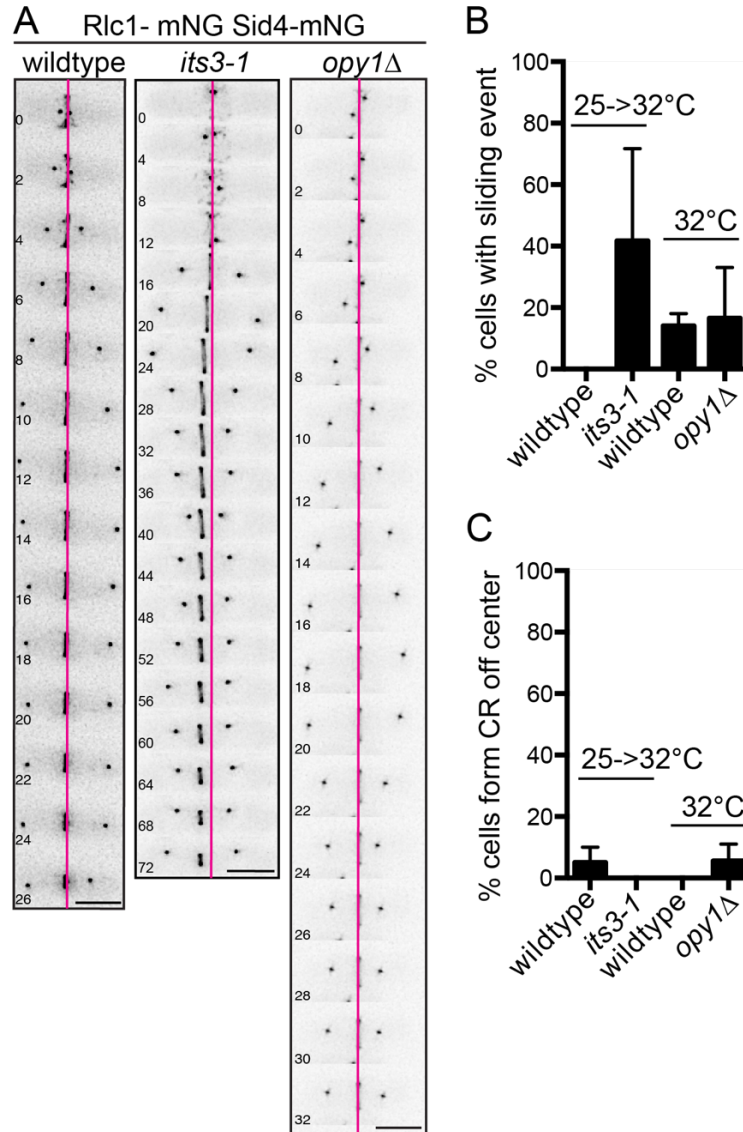 A
Rlc1- mNG Sid4-mNG
wildtype
its3-1
opy1Δ
0
2
4
6
8
10
12
14
16
18
20
22
24
26
0
4
8
12
16
20
24
28
32
36
40
44
48
52
56
60
64
68
72
0
2
4
6
8
10
12
14
16
18
20
22
24
26
28
30
32
B
% cells with sliding event
100
80
60
40
20
0
25->32°C
32°C
wildtype
its3-1
wildtype
opy1Δ
C
% cells form CR off center
100
80
60
40
20
0
25->32°C
32°C
wildtype
its3-1
wildtype
opy1Δ